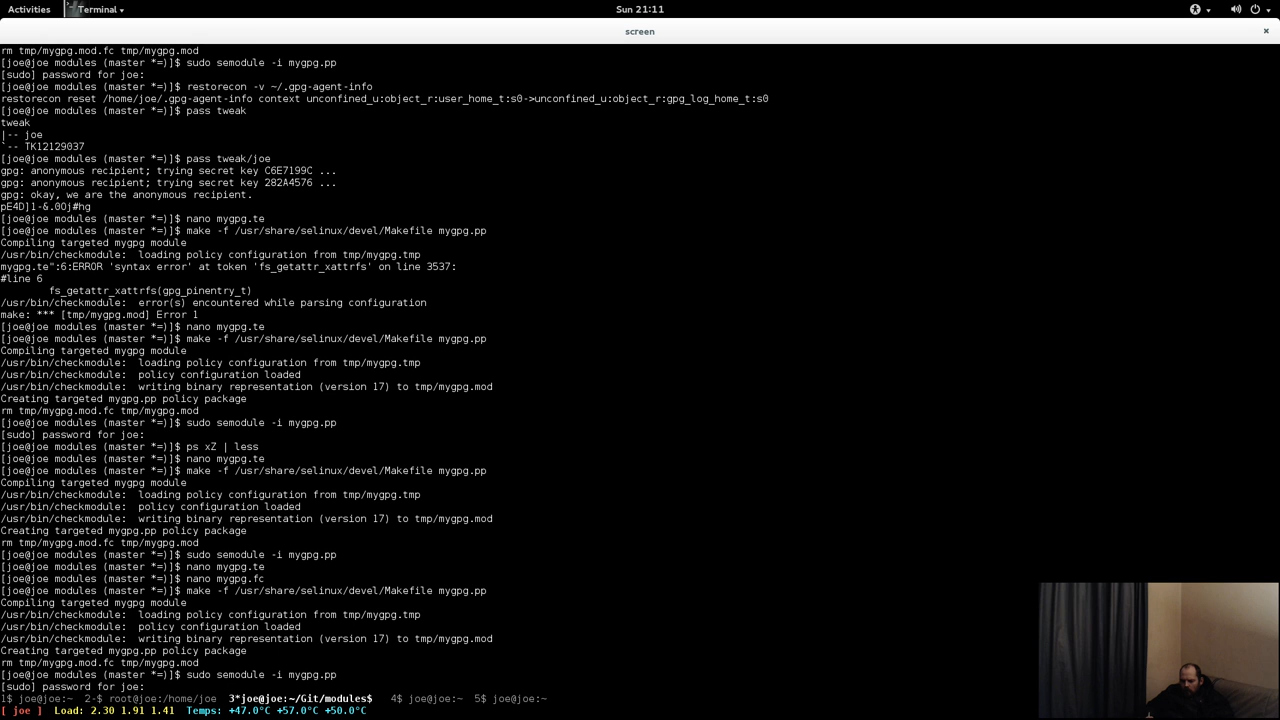 Activities
Terminal
Sun 21:11
screen
rm tmp/mygpg.mod.fc tmp/mygpg.mod
[joe@joe modules (master *=)]$ sudo semodule -i mygpg.pp
[sudo] password for joe:
[joe@joe modules (master *=)]$ restorecon -v ~/.gpg-agent-info
restorecon reset /home/joe/.gpg-agent-info context unconfined_u:object_r:user_home_t:s0->unconfined_u:object_r:gpg_log_home_t:s0
[joe@joe modules (master *=)]$ pass tweak
tweak
|-- joe
`-- TK12129037
[joe@joe modules (master *=)]$ pass tweak/joe
gpg: anonymous recipient; trying secret key C6E7199C ...
gpg: anonymous recipient; trying secret key 282A4576 ...
gpg: okay, we are the anonymous recipient.
pE4D]1-&.0Oj#hg
[joe@joe modules (master *=)]$ nano mygpg.te
[joe@joe modules (master *=)]$ make -f /usr/share/selinux/devel/Makefile mygpg.pp
Compiling targeted mygpg module
/usr/bin/checkmodule:  loading policy configuration from tmp/mygpg.tmp
mygpg.te":6:ERROR 'syntax error' at token 'fs_getattr_xattrfs' on line 3537:
#line 6
        fs_getattr_xattrfs(gpg_pinentry_t)
/usr/bin/checkmodule:  error(s) encountered while parsing configuration
make: *** [tmp/mygpg.mod] Error 1
[joe@joe modules (master *=)]$ nano mygpg.te
[joe@joe modules (master *=)]$ make -f /usr/share/selinux/devel/Makefile mygpg.pp
Compiling targeted mygpg module
/usr/bin/checkmodule:  loading policy configuration from tmp/mygpg.tmp
/usr/bin/checkmodule:  policy configuration loaded
/usr/bin/checkmodule:  writing binary representation (version 17) to tmp/mygpg.mod
Creating targeted mygpg.pp policy package
rm tmp/mygpg.mod.fc tmp/mygpg.mod
[joe@joe modules (master *=)]$ sudo semodule -i mygpg.pp
[sudo] password for joe:
[joe@joe modules (master *=)]$ ps xZ | less
[joe@joe modules (master *=)]$ nano mygpg.te
[joe@joe modules (master *=)]$ make -f /usr/share/selinux/devel/Makefile mygpg.pp
Compiling targeted mygpg module
/usr/bin/checkmodule:  loading policy configuration from tmp/mygpg.tmp
/usr/bin/checkmodule:  policy configuration loaded
/usr/bin/checkmodule:  writing binary representation (version 17) to tmp/mygpg.mod
Creating targeted mygpg.pp policy package
rm tmp/mygpg.mod.fc tmp/mygpg.mod
[joe@joe modules (master *=)]$ sudo semodule -i mygpg.pp
[joe@joe modules (master *=)]$ nano mygpg.te
[joe@joe modules (master *=)]$ nano mygpg.fc
[joe@joe modules (master *=)]$ make -f /usr/share/selinux/devel/Makefile mygpg.pp
Compiling targeted mygpg module
/usr/bin/checkmodule:  loading policy configuration from tmp/mygpg.tmp
/usr/bin/checkmodule:  policy configuration loaded
/usr/bin/checkmodule:  writing binary representation (version 17) to tmp/mygpg.mod
Creating targeted mygpg.pp policy package
rm tmp/mygpg.mod.fc tmp/mygpg.mod
[joe@joe modules (master *=)]$ sudo semodule -i mygpg.pp
[sudo] password for joe:
1$ joe@joe:~  2-$ root@joe:/home/joe  3*joe@joe:~/Git/modules$  4$ joe@joe:~  5$ joe@joe:~
[ joe ]  Load: 2.30 1.91 1.41  Temps: +47.0°C +57.0°C +50.0°C